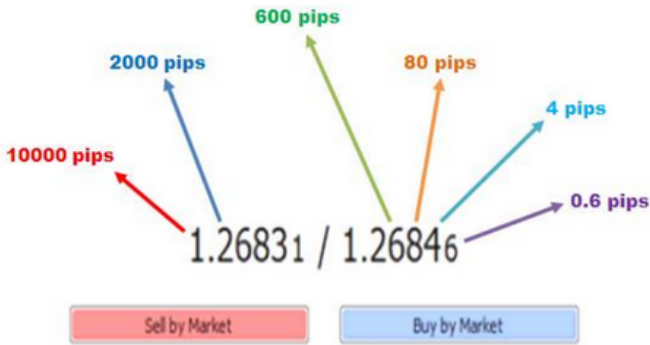 600 pips
2000 pips
80 pips
4 pips
10000 pips
0.6 pips
1.26831 / 1.26846
Sell by Market
Buy by Market